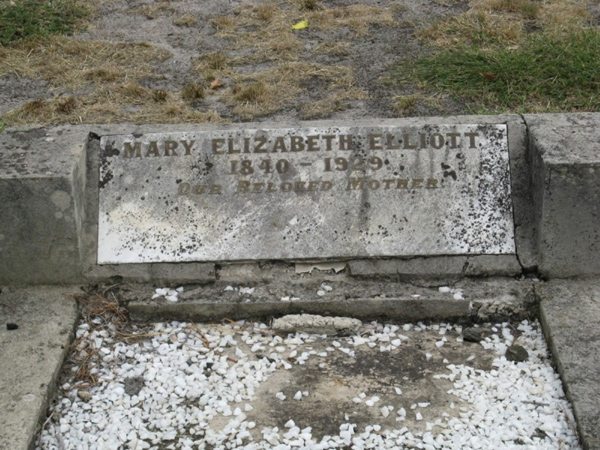 MARY ELIZABETH ELLIOTT
1840 - 1929
OUR BELOVED MOTHER.